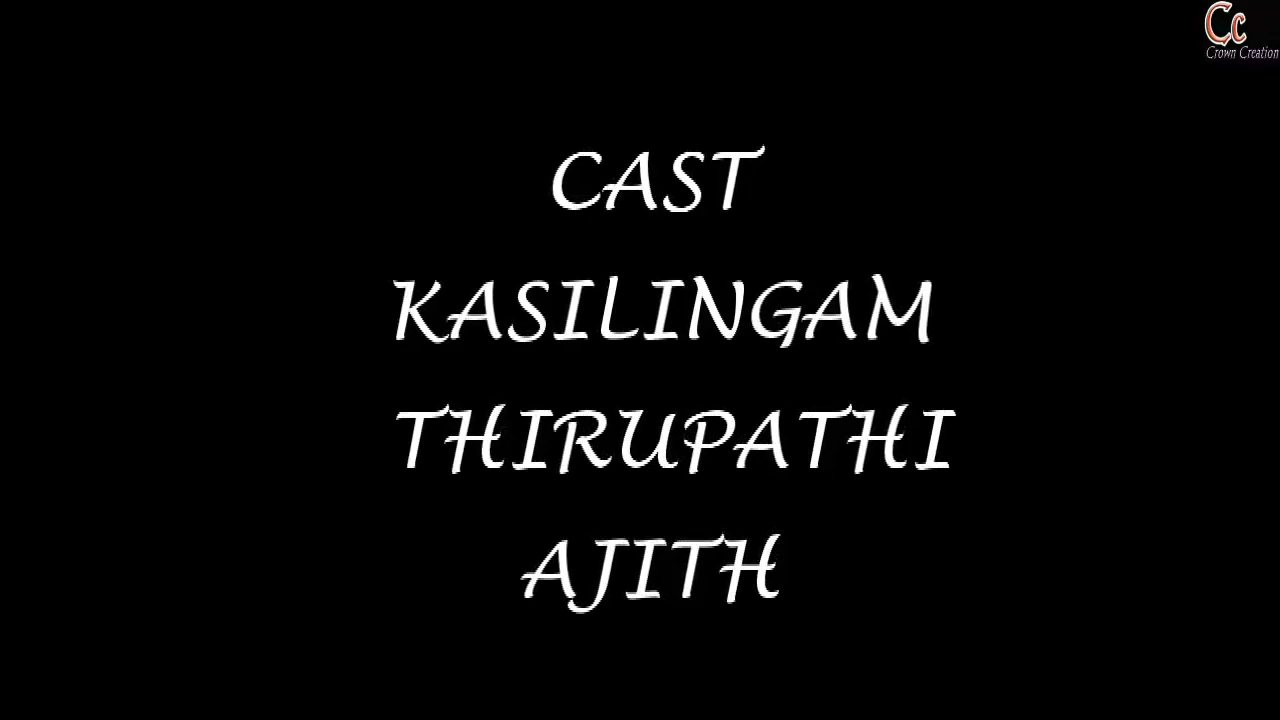 Cc
Crown Creation
CAST
KASILINGAM
THIRUPATHI
AJITH